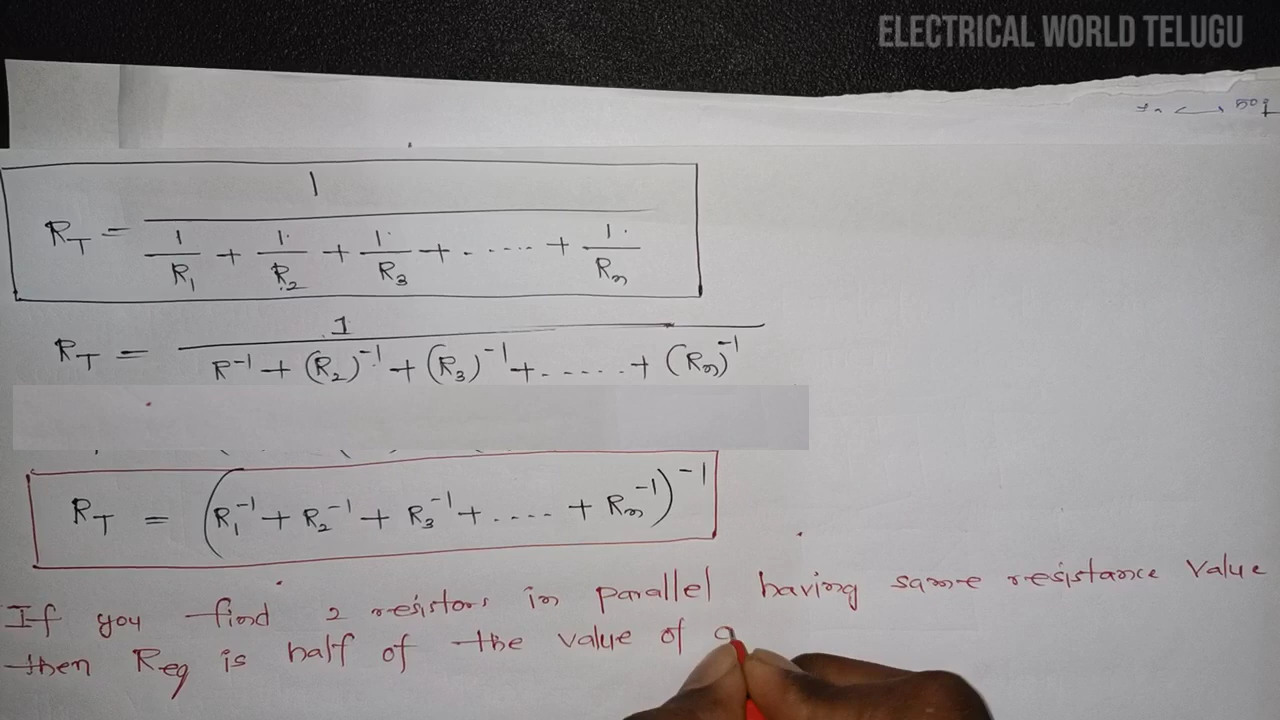 ELECTRICAL WORLD TELUGU
R_T = 1 / (1/R_1 + 1/R_2 + 1/R_3 + ...... + 1/R_n)
R_T = 1 / (R^-1 + (R_2)^-1 + (R_3)^-1 + ...... + (R_n)^-1)
R_T = (R_1^-1 + R_2^-1 + R_3^-1 + .... + R_n^-1)^-1
If you find 2 resistors in parallel having same resistance value
then Req is half of the value of